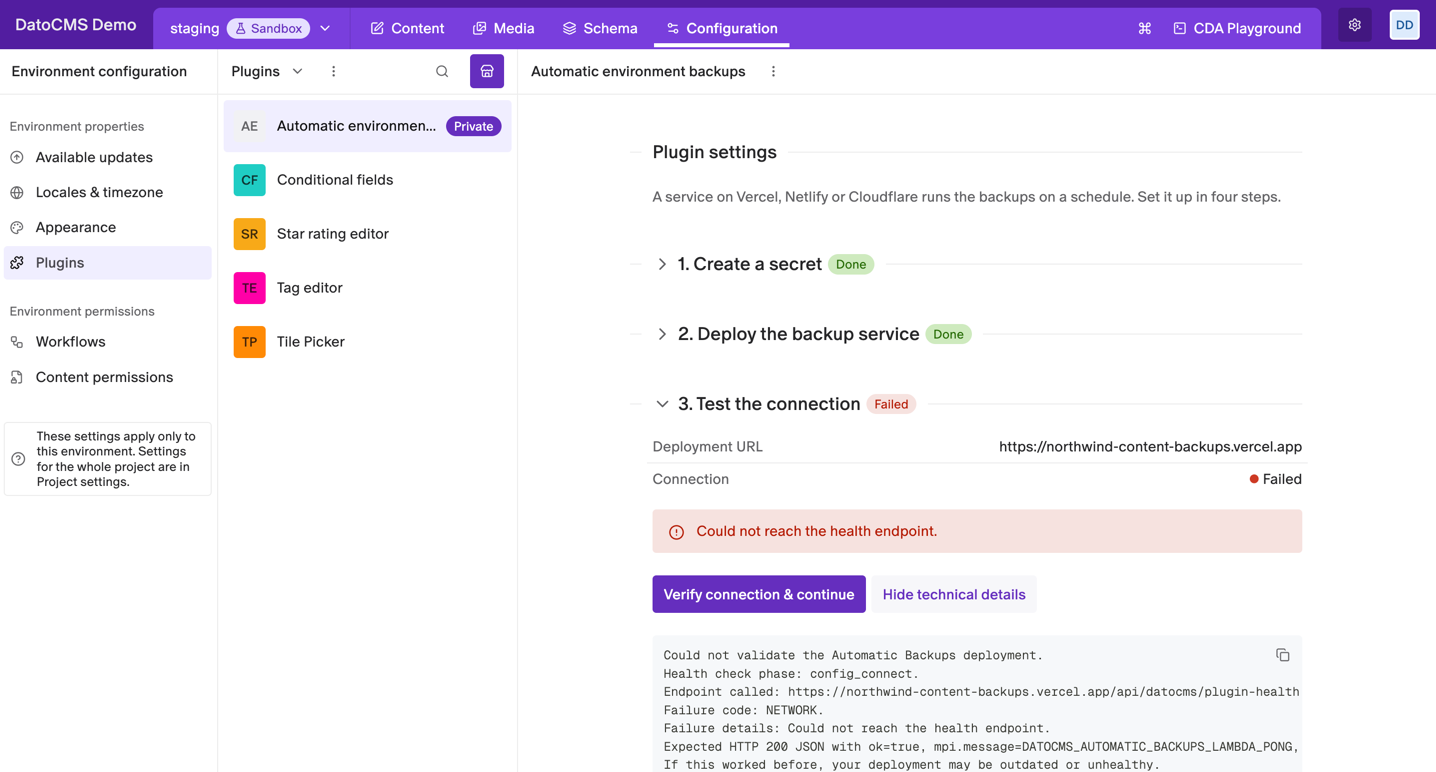 DatoCMS Demo
staging
Sandbox
Content
Media
Schema
Configuration
CDA Playground
DD
Environment configuration
Environment properties
Available updates
Locales & timezone
Appearance
Plugins
Environment permissions
Workflows
Content permissions
These settings apply only to
this environment. Settings
for the whole project are in
Project settings.
Plugins
AE Automatic environmen... Private
CF Conditional fields
SR Star rating editor
TE Tag editor
TP Tile Picker
Automatic environment backups
Plugin settings
A service on Vercel, Netlify or Cloudflare runs the backups on a schedule. Set it up in four steps.
1. Create a secret Done
2. Deploy the backup service Done
3. Test the connection Failed
Deployment URL https://northwind-content-backups.vercel.app
Connection Failed
Could not reach the health endpoint.
Verify connection & continue Hide technical details
Could not validate the Automatic Backups deployment.
Health check phase: config_connect.
Endpoint called: https://northwind-content-backups.vercel.app/api/datocms/plugin-health
Failure code: NETWORK.
Failure details: Could not reach the health endpoint.
Expected HTTP 200 JSON with ok=true, mpi.message=DATOCMS_AUTOMATIC_BACKUPS_LAMBDA_PONG,
If this worked before, your deployment may be outdated or unhealthy.